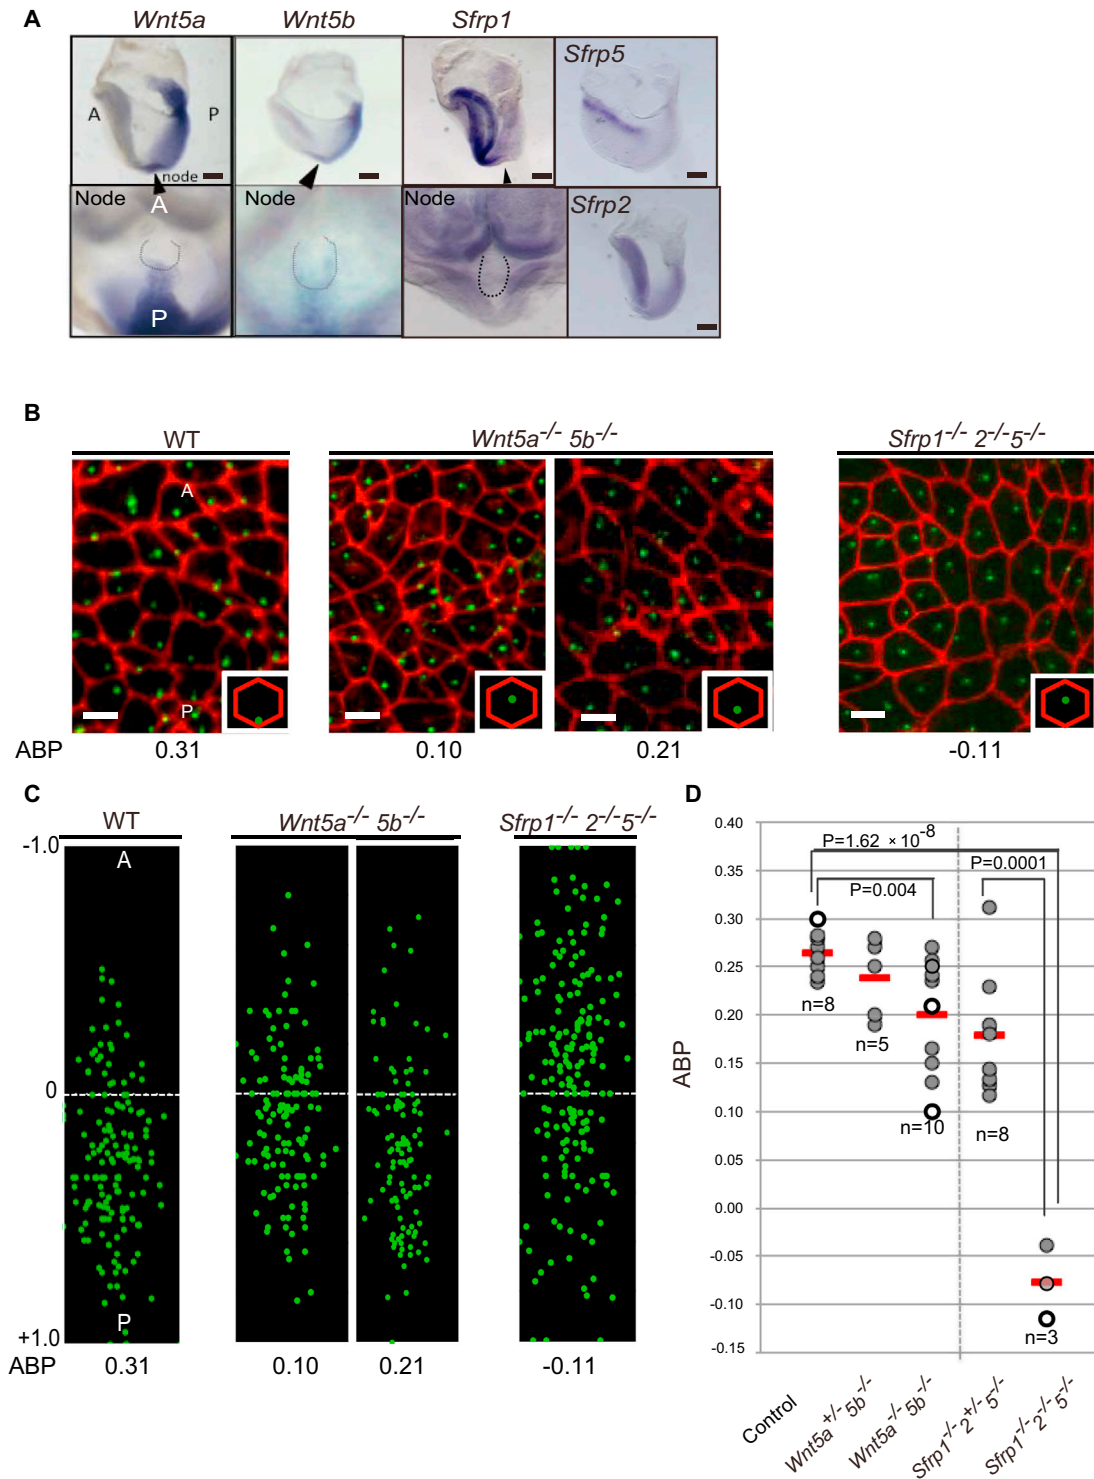 A
Wnt5a Wnt5b Sfrp1
Sfrp5
A P
node
Node Node Node
A
Sfrp2
P
B
WT Wnt5a-/- 5b-/- Sfrp1-/- 2-/-5-/-
A
P
ABP 0.31 0.10 0.21 -0.11
C
WT Wnt5a-/- 5b-/- Sfrp1-/- 2-/-5-/-
-1.0
A
0
P
+1.0
ABP 0.31 0.10 0.21 -0.11
D
0.40
P=1.62 × 10-8
0.35
P=0.0001
P=0.004
0.30
0.25
n=8
0.20
n=5
0.15
n=10 n=8
0.10
0.05
0.00
-0.05
-0.10
n=3
-0.15
ABP
Control
Wnt5a+/-5b-/-
Wnt5a-/-5b-/-
Sfrp1-/-2+/-5-/-
Sfrp1-/-2-/-5-/-